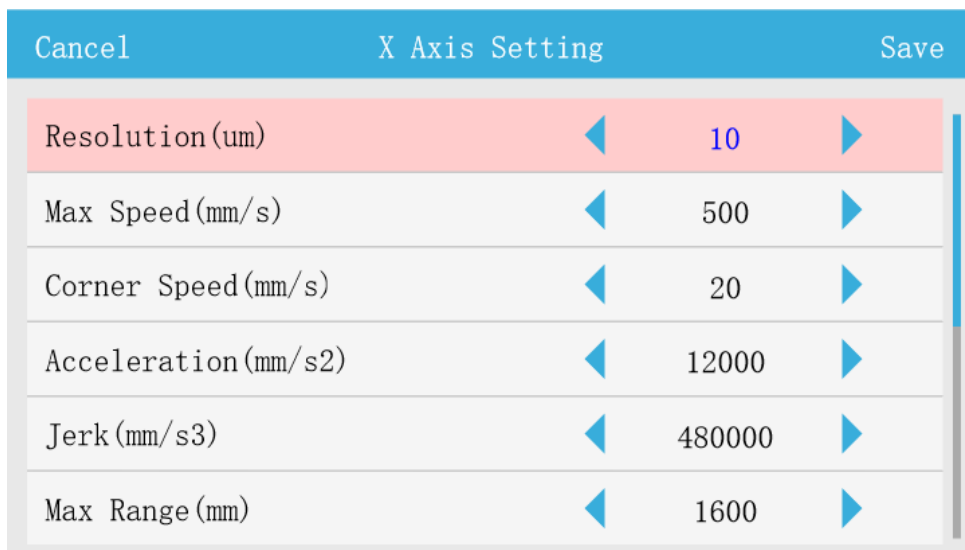 Cancel X Axis Setting Save
Resolution(um) 10
Max Speed(mm/s) 500
Corner Speed(mm/s) 20
Acceleration(mm/s2) 12000
Jerk(mm/s3) 480000
Max Range(mm) 1600